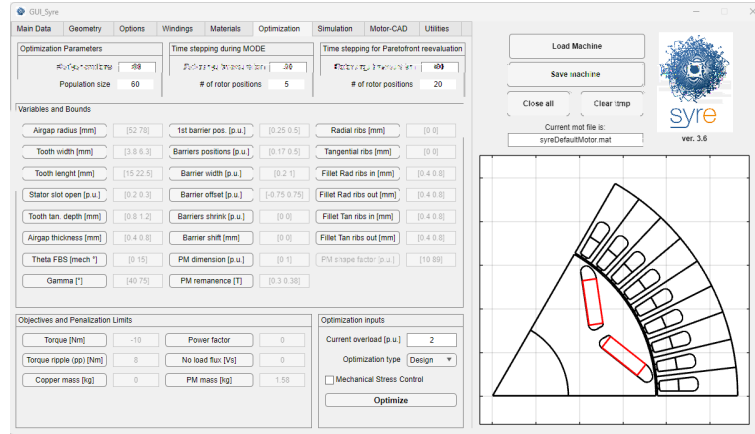 GUI_Syre
Main Data Geometry Options Windings Materials Optimization Simulation Motor-CAD Utilities
Optimization Parameters
Population size 60
Time stepping during MODE
# of rotor positions 5
Time stepping for Paretofront reevaluation
# of rotor positions 20
Variables and Bounds
Airgap radius [mm] [52 78] 1st barrier pos. [p.u.] [0.25 0.5] Radial ribs [mm] [0 0]
Tooth width [mm] [3.8 6.3] Barriers positions [p.u.] [0.17 0.5] Tangential ribs [mm] [0 0]
Tooth lenght [mm] [15 22.5] Barrier width [p.u.] [0.2 1] Fillet Rad ribs in [mm] [0.4 0.8]
Stator slot open [p.u.] [0.2 0.3] Barrier offset [p.u.] [-0.75 0.75] Fillet Rad ribs out [mm] [0.4 0.8]
Tooth tan. depth [mm] [0.8 1.2] Barriers shrink [p.u.] [0 0] Fillet Tan ribs in [mm] [0.4 0.8]
Airgap thickness [mm] [0.4 0.8] Barrier shift [mm] [0 0] Fillet Tan ribs out [mm] [0.4 0.8]
Theta FBS [mech °] [0 15] PM dimension [p.u.] [0 1] PM shape factor [p.u.] [10 89]
Gamma [°] [40 75] PM remanence [T] [0.3 0.38]
Objectives and Penalization Limits
Torque [Nm] -10 Power factor 0
Torque ripple (pp) [Nm] 8 No load flux [Vs] 0
Copper mass [kg] 0 PM mass [kg] 1.58
Optimization inputs
Current overload [p.u.] 2
Optimization type Design
Mechanical Stress Control
Optimize
Load Machine
Save machine
Close all Clear tmp
Current mot file is:
syreDefaultMotor.mat
syre
ver. 3.6